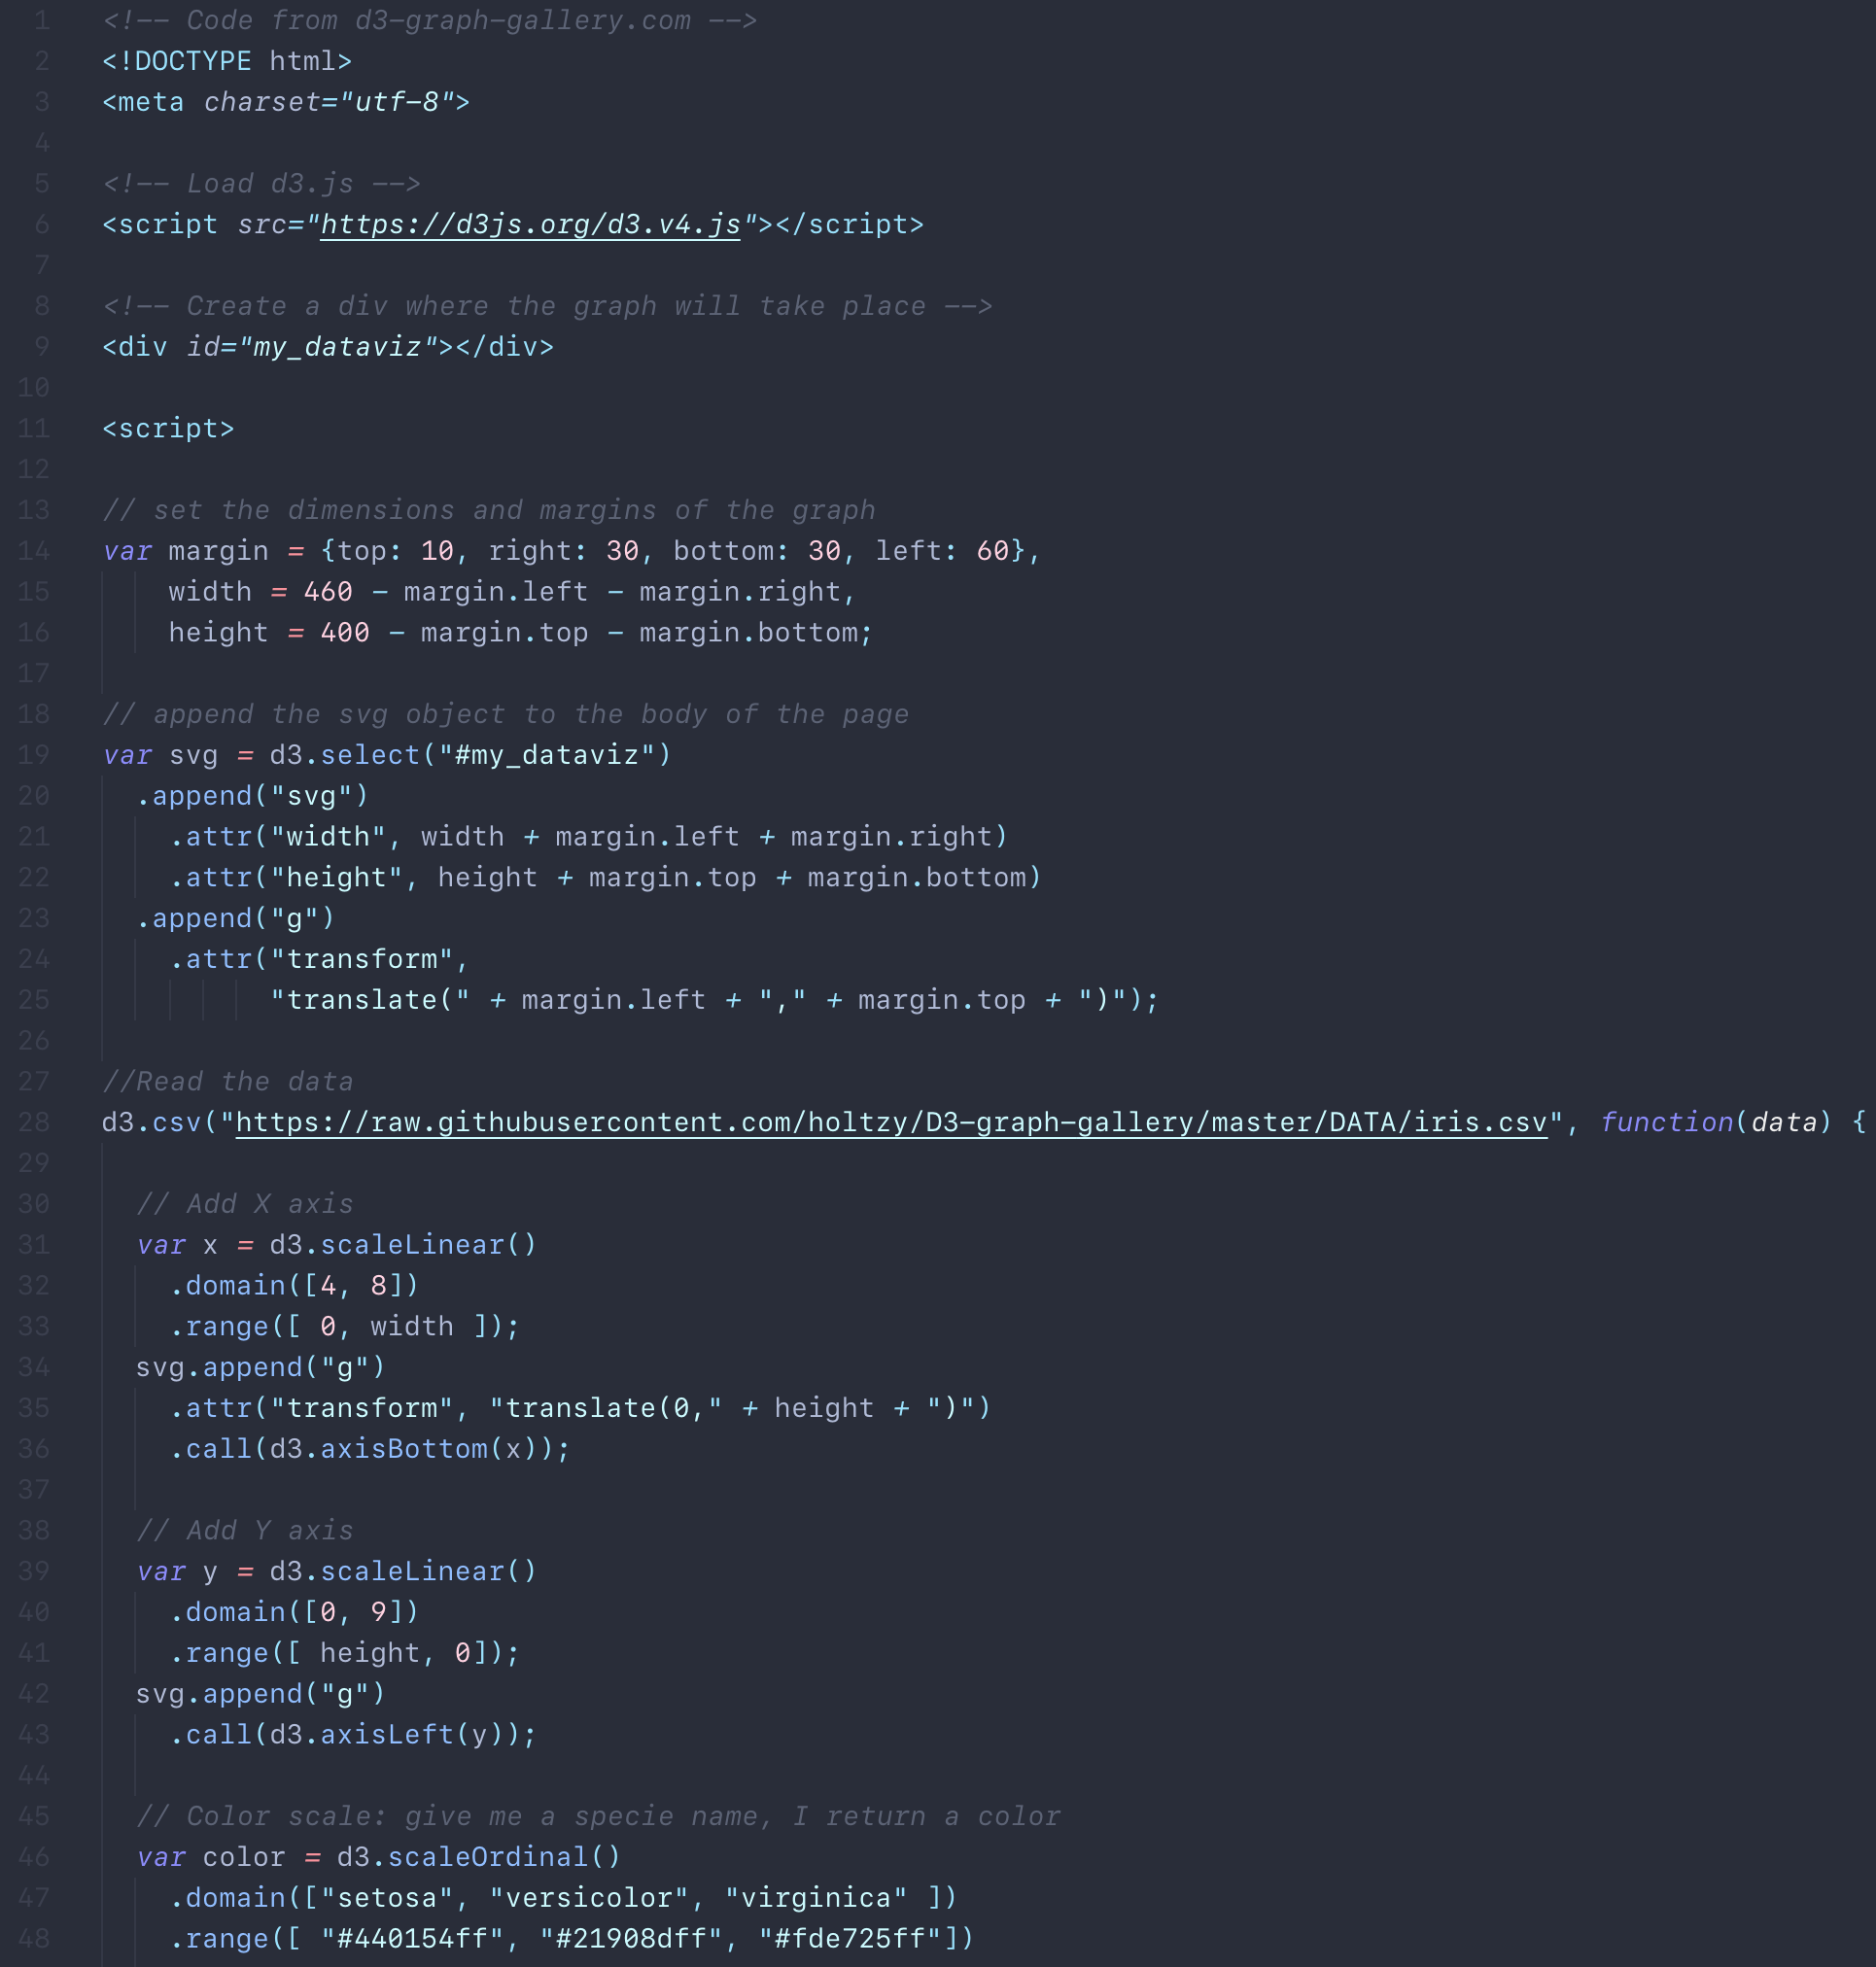 1 <!-- Code from d3-graph-gallery.com -->
2 <!DOCTYPE html>
3 <meta charset="utf-8">
4
5 <!-- Load d3.js -->
6 <script src="https://d3js.org/d3.v4.js"></script>
7
8 <!-- Create a div where the graph will take place -->
9 <div id="my_dataviz"></div>
10
11 <script>
12
13 // set the dimensions and margins of the graph
14 var margin = {top: 10, right: 30, bottom: 30, left: 60},
15     width = 460 - margin.left - margin.right,
16     height = 400 - margin.top - margin.bottom;
17
18 // append the svg object to the body of the page
19 var svg = d3.select("#my_dataviz")
20   .append("svg")
21     .attr("width", width + margin.left + margin.right)
22     .attr("height", height + margin.top + margin.bottom)
23   .append("g")
24     .attr("transform",
25           "translate(" + margin.left + "," + margin.top + ")");
26
27 //Read the data
28 d3.csv("https://raw.githubusercontent.com/holtzy/D3-graph-gallery/master/DATA/iris.csv", function(data) {
29
30   // Add X axis
31   var x = d3.scaleLinear()
32     .domain([4, 8])
33     .range([ 0, width ]);
34   svg.append("g")
35     .attr("transform", "translate(0," + height + ")")
36     .call(d3.axisBottom(x));
37
38   // Add Y axis
39   var y = d3.scaleLinear()
40     .domain([0, 9])
41     .range([ height, 0]);
42   svg.append("g")
43     .call(d3.axisLeft(y));
44
45   // Color scale: give me a specie name, I return a color
46   var color = d3.scaleOrdinal()
47     .domain(["setosa", "versicolor", "virginica" ])
48     .range([ "#440154ff", "#21908dff", "#fde725ff"])